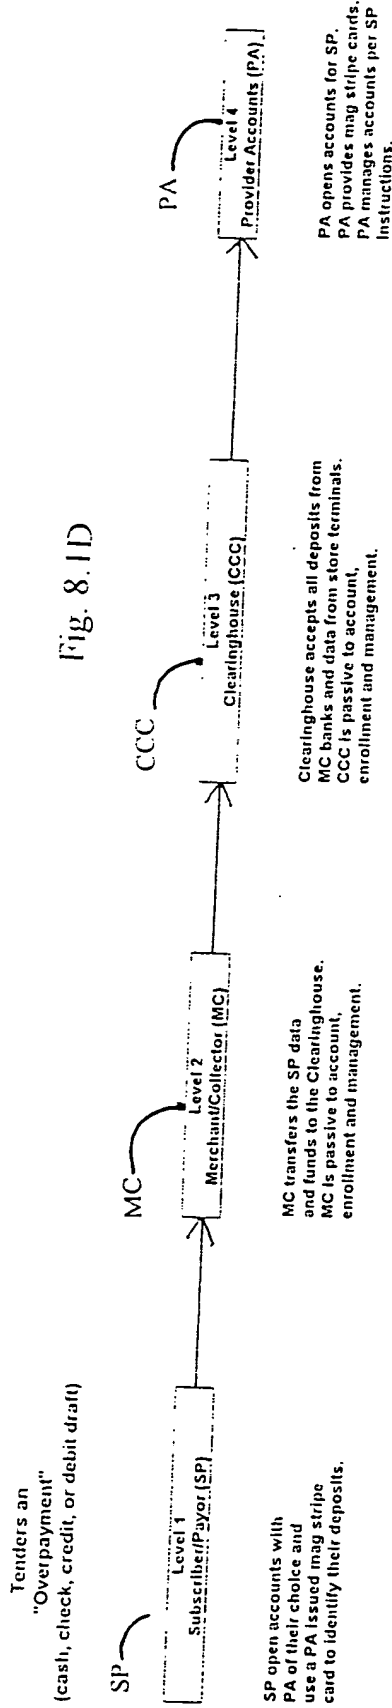 Fig. 8.1D
Tenders an
"Overpayment"
(cash, check, credit, or debit draft)
SP
Level 1
Subscriber/Payor (SP)
SP open accounts with
PA of their choice and
use a PA issued mag stripe
card to identify their deposits.
MC
Level 2
Merchant/Collector (MC)
MC transfers the SP data
and funds to the Clearinghouse.
MC is passive to account,
enrollment and management.
CCC
Level 3
Clearinghouse (CCC)
Clearinghouse accepts all deposits from
MC banks and data from store terminals.
CCC is passive to account,
enrollment and management.
PA
Level 4
Provider Accounts (PA)
PA opens accounts for SP.
PA provides mag stripe cards.
PA manages accounts per SP
Instructions.